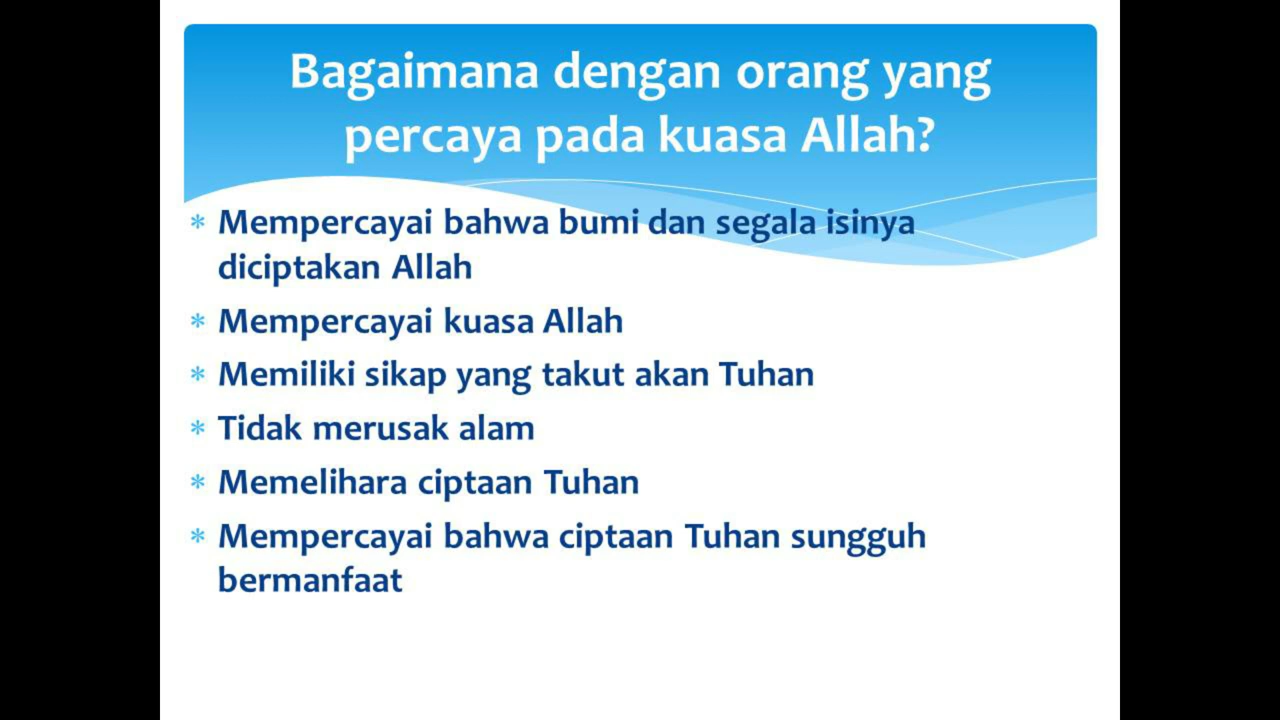 Bagaimana dengan orang yang
percaya pada kuasa Allah?
* Mempercayai bahwa bumi dan segala isinya
diciptakan Allah
* Mempercayai kuasa Allah
* Memiliki sikap yang takut akan Tuhan
* Tidak merusak alam
* Memelihara ciptaan Tuhan
* Mempercayai bahwa ciptaan Tuhan sungguh
bermanfaat